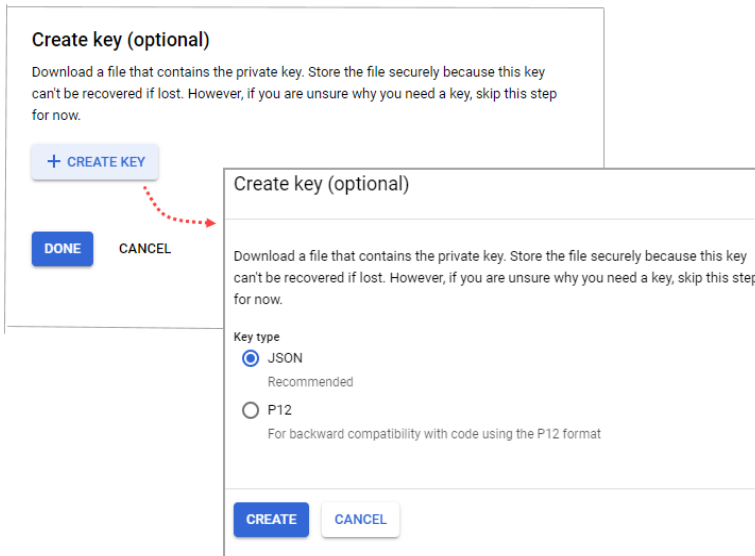 Create key (optional)
Download a file that contains the private key. Store the file securely because this key
can't be recovered if lost. However, if you are unsure why you need a key, skip this step
for now.
+ CREATE KEY
DONE CANCEL
Create key (optional)
Download a file that contains the private key. Store the file securely because this key
can't be recovered if lost. However, if you are unsure why you need a key, skip this step
for now.
Key type
JSON
Recommended
P12
For backward compatibility with code using the P12 format
CREATE CANCEL